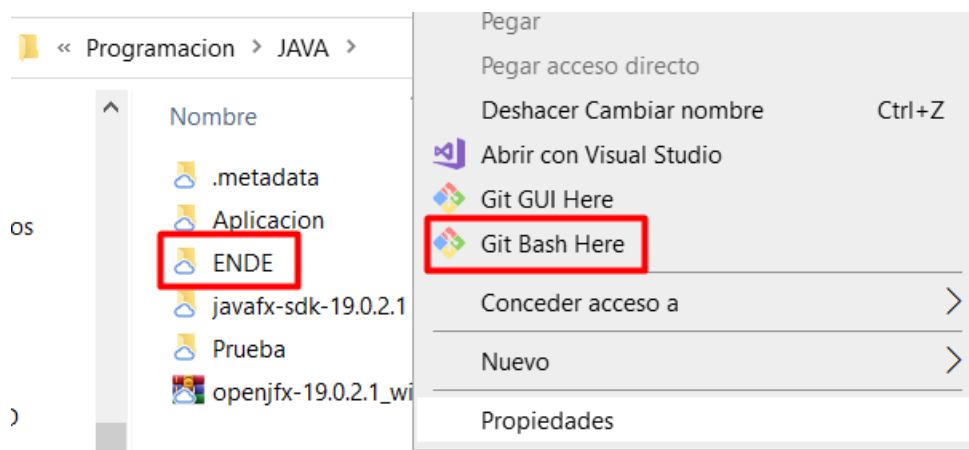 « Programacion > JAVA >
Nombre
.metadata
Aplicacion
ENDE
javafx-sdk-19.0.2.1
Prueba
openjfx-19.0.2.1_wi
os
Pegar
Pegar acceso directo
Deshacer Cambiar nombre Ctrl+Z
Abrir con Visual Studio
Git GUI Here
Git Bash Here
Conceder acceso a
Nuevo
Propiedades